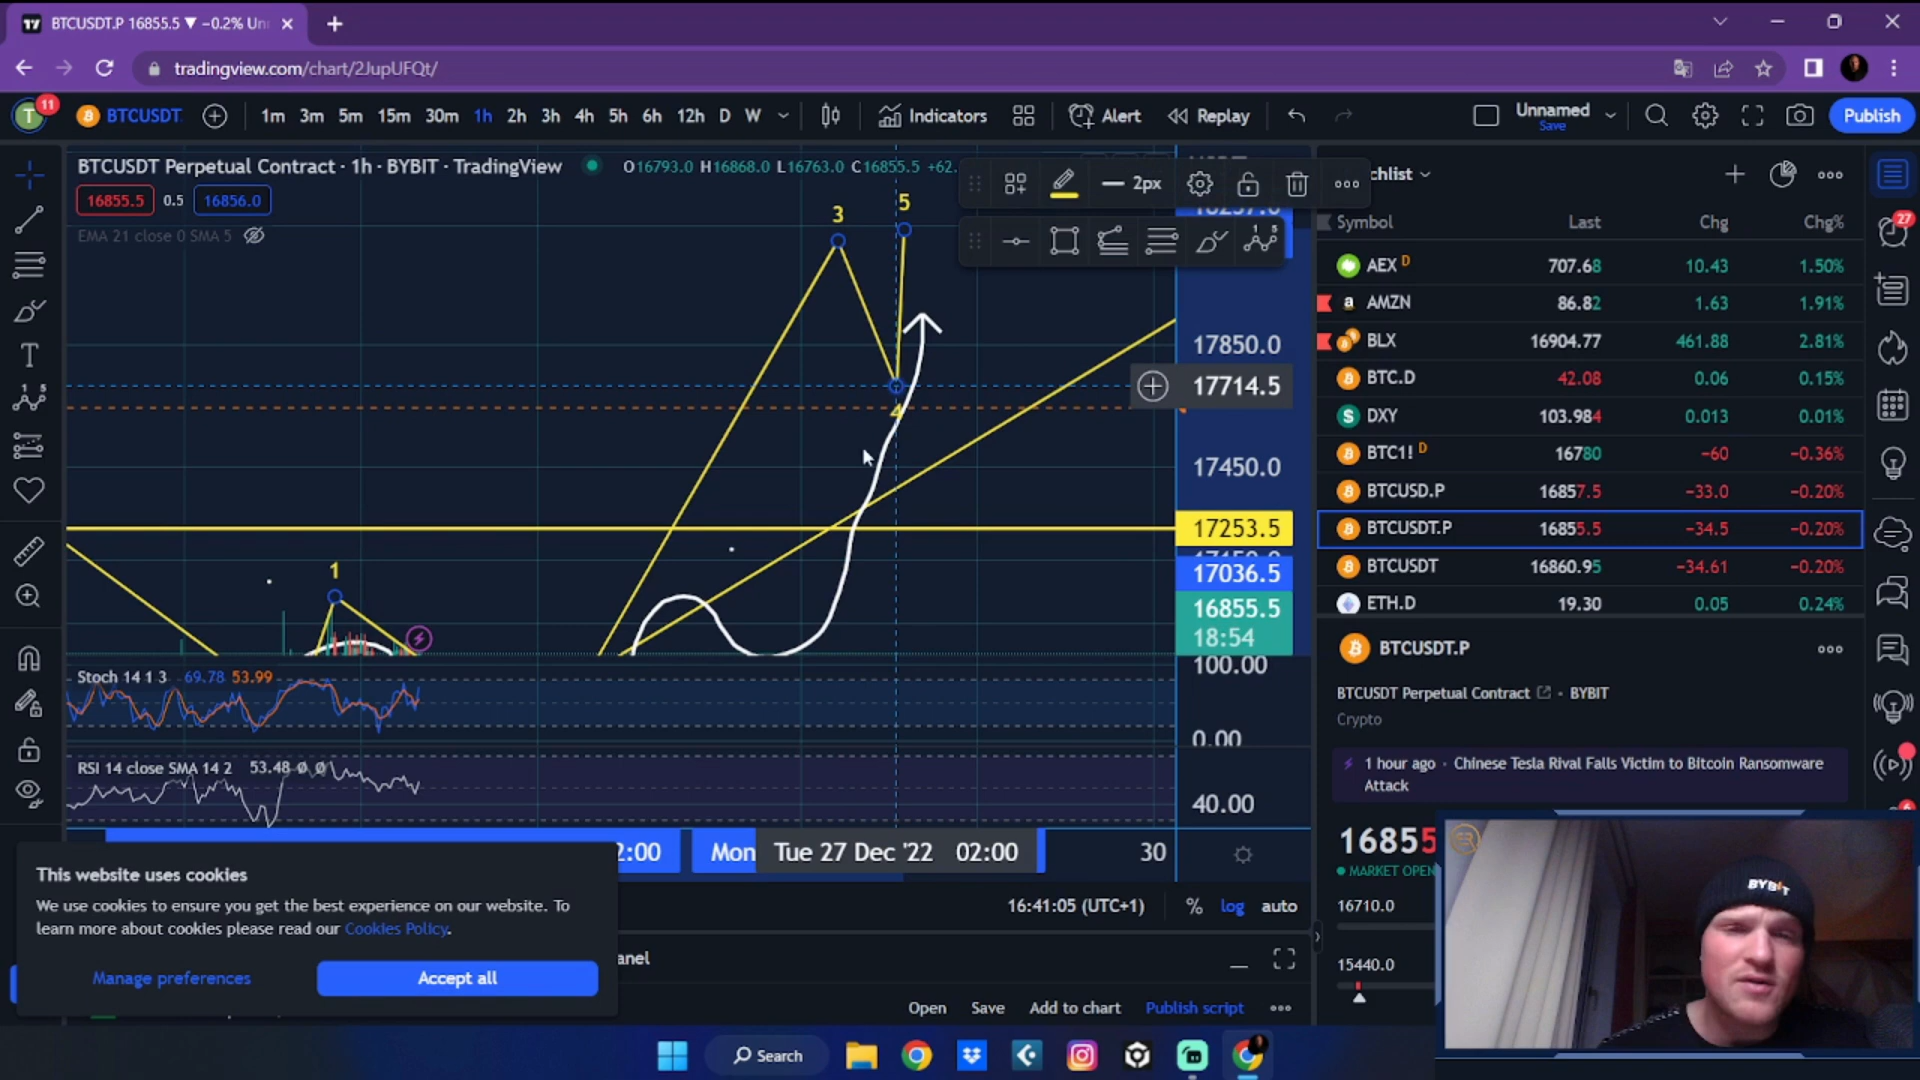 BTCUSDT.P 16855.5 ▼ −0.2% Un
tradingview.com/chart/2JupUFQt/
T 11 BTCUSDT 1m 3m 5m 15m 30m 1h 2h 3h 4h 5h 6h 12h D W Indicators Alert Replay Unnamed Save Publish
BTCUSDT Perpetual Contract · 1h · BYBIT · TradingView O16793.0 H16868.0 L16763.0 C16855.5 +62.
16855.5 0.5 16856.0
EMA 21 close 0 SMA 5
2px
3
5
4
1
17850.0
17714.5
17450.0
17253.5
17036.5
16855.5
18:54
100.00
Stoch 14 1 3 69.78 53.99
0.00
RSI 14 close SMA 14 2 53.48 Ø Ø
40.00
2:00 Mon Tue 27 Dec '22 02:00 30
16:41:05 (UTC+1) % log auto
anel
Open Save Add to chart Publish script
This website uses cookies
We use cookies to ensure you get the best experience on our website. To
learn more about cookies please read our Cookies Policy.
Manage preferences Accept all
chlist
Symbol Last Chg Chg%
AEX D 707.68 10.43 1.50%
AMZN 86.82 1.63 1.91%
BLX 16904.77 461.88 2.81%
BTC.D 42.08 0.06 0.15%
DXY 103.984 0.013 0.01%
BTC1! D 16780 −60 −0.36%
BTCUSD.P 16857.5 −33.0 −0.20%
BTCUSDT.P 16855.5 −34.5 −0.20%
BTCUSDT 16860.95 −34.61 −0.20%
ETH.D 19.30 0.05 0.24%
BTCUSDT.P
BTCUSDT Perpetual Contract · BYBIT
Crypto
1 hour ago · Chinese Tesla Rival Falls Victim to Bitcoin Ransomware
Attack
16855
MARKET OPEN
16710.0
15440.0
27
BYBIT
Search